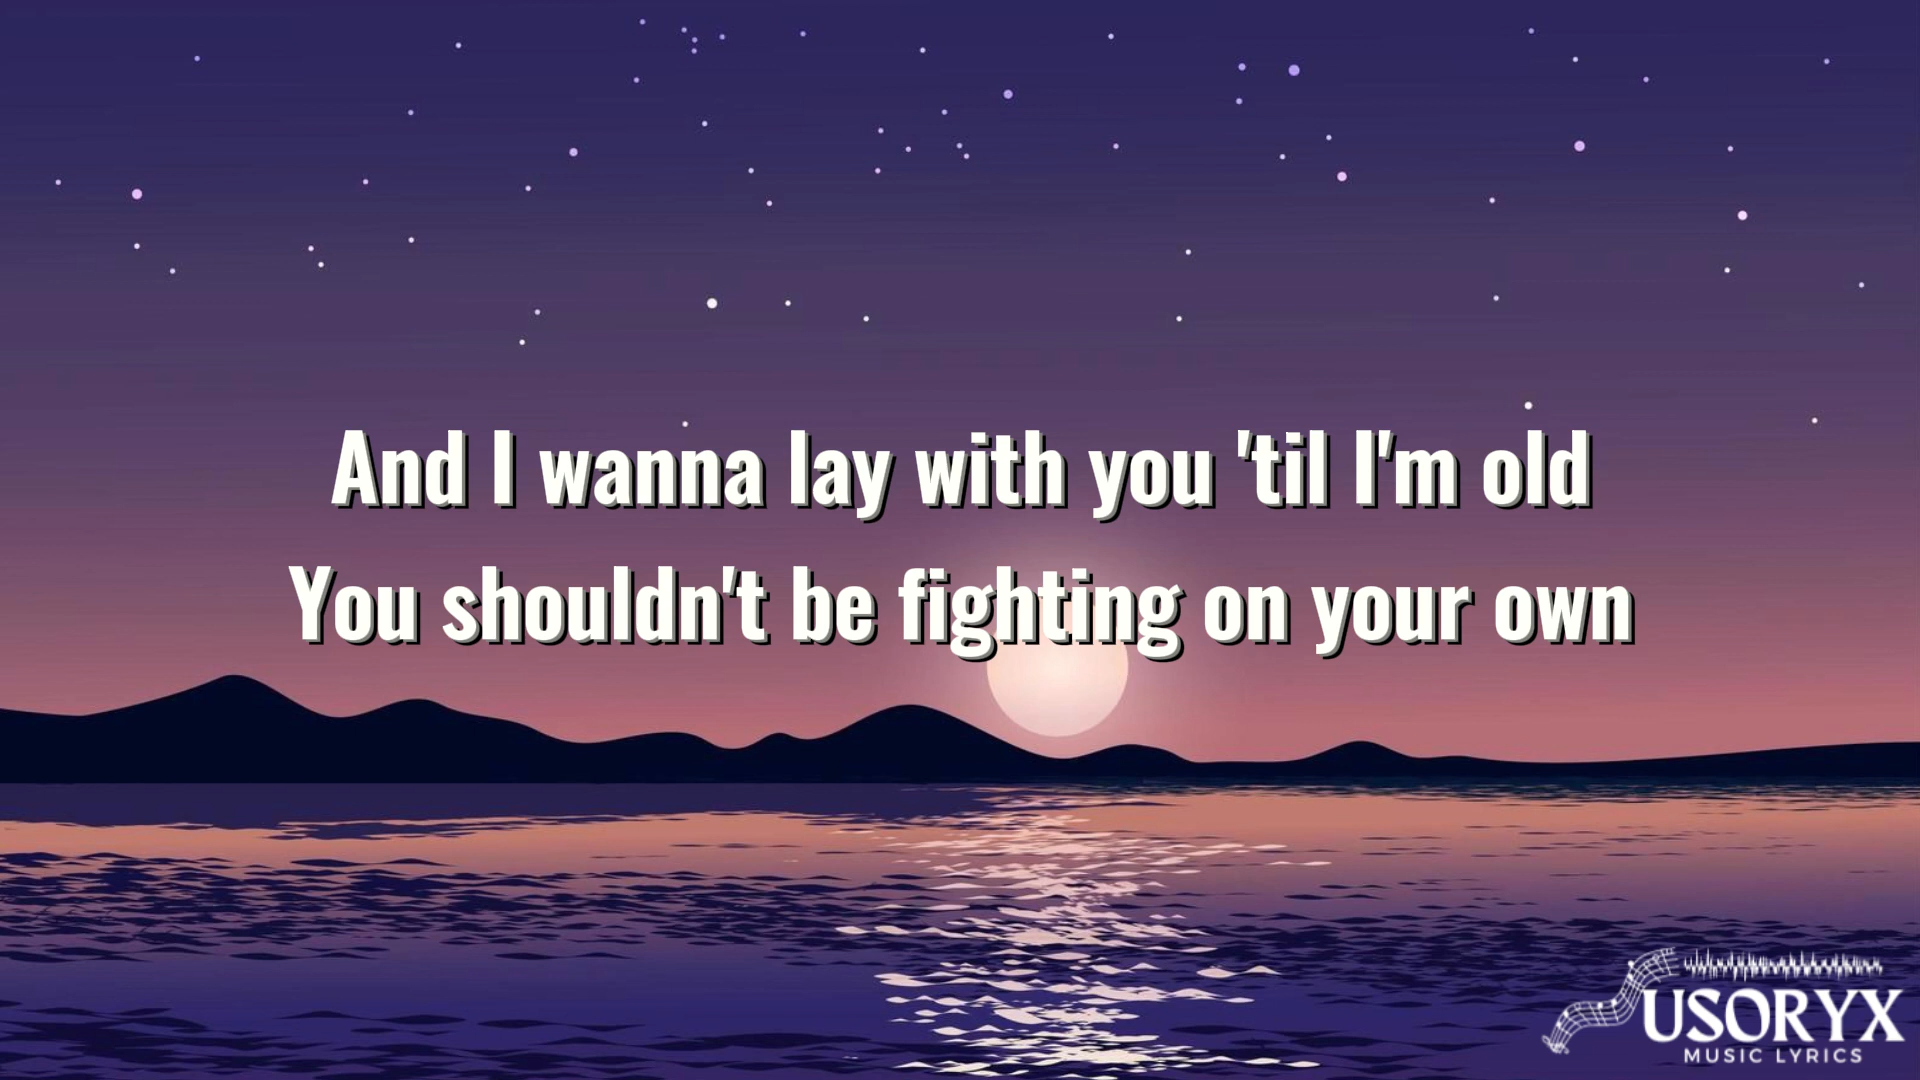 And I wanna lay with you 'til I'm old
You shouldn't be fighting on your own
USORYX
MUSIC LYRICS